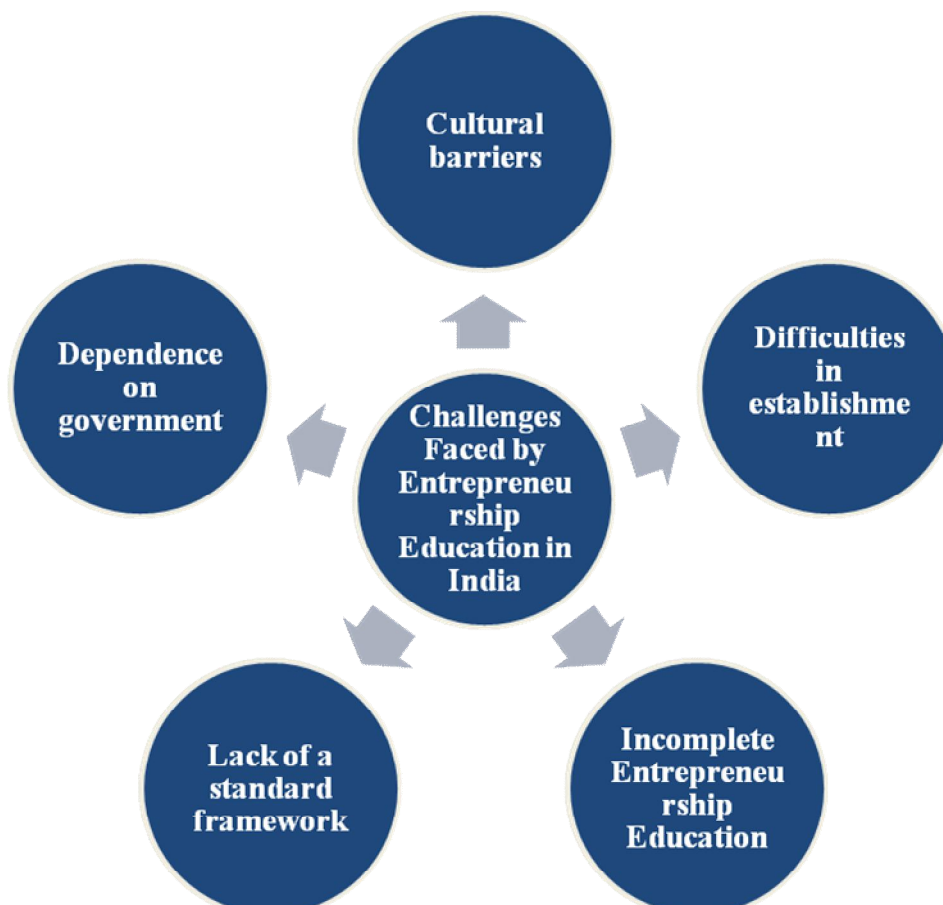 Cultural
barriers
Difficulties
in
establishme
nt
Incomplete
Entrepreneu
rship
Education
Lack of a
standard
framework
Dependence
on
government
Challenges
Faced by
Entrepreneu
rship
Education in
India